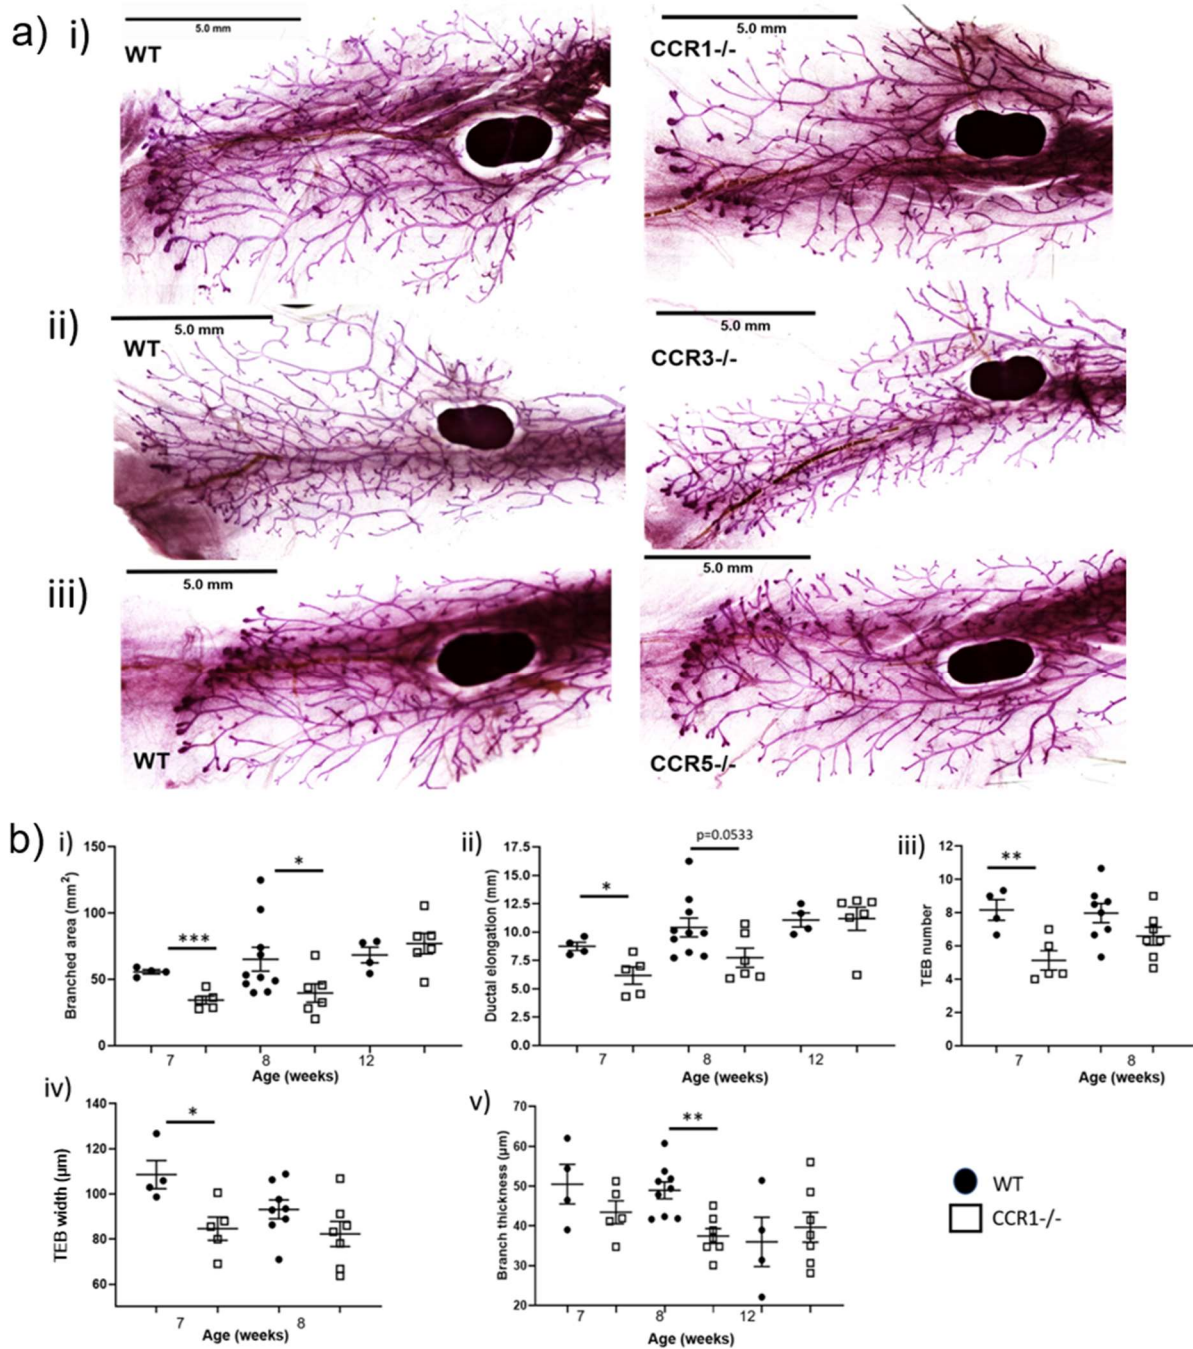 a) i)
5.0 mm
WT
5.0 mm
CCR1-/-
ii)
5.0 mm
WT
5.0 mm
CCR3-/-
iii)
5.0 mm
WT
5.0 mm
CCR5-/-
b) i)
Branched area (mm²)
150
100
50
0
***
*
7 8 12
Age (weeks)
ii)
Ductal elongation (mm)
17.5
15.0
12.5
10.0
7.5
5.0
2.5
0.0
*
p=0.0533
7 8 12
Age (weeks)
iii)
TEB number
12
10
8
6
4
2
0
**
7 8
Age (weeks)
iv)
TEB width (μm)
140
120
100
80
60
*
7 8
Age (weeks)
v)
Branch thickness (μm)
70
60
50
40
30
20
**
7 8 12
Age (weeks)
WT
CCR1-/-